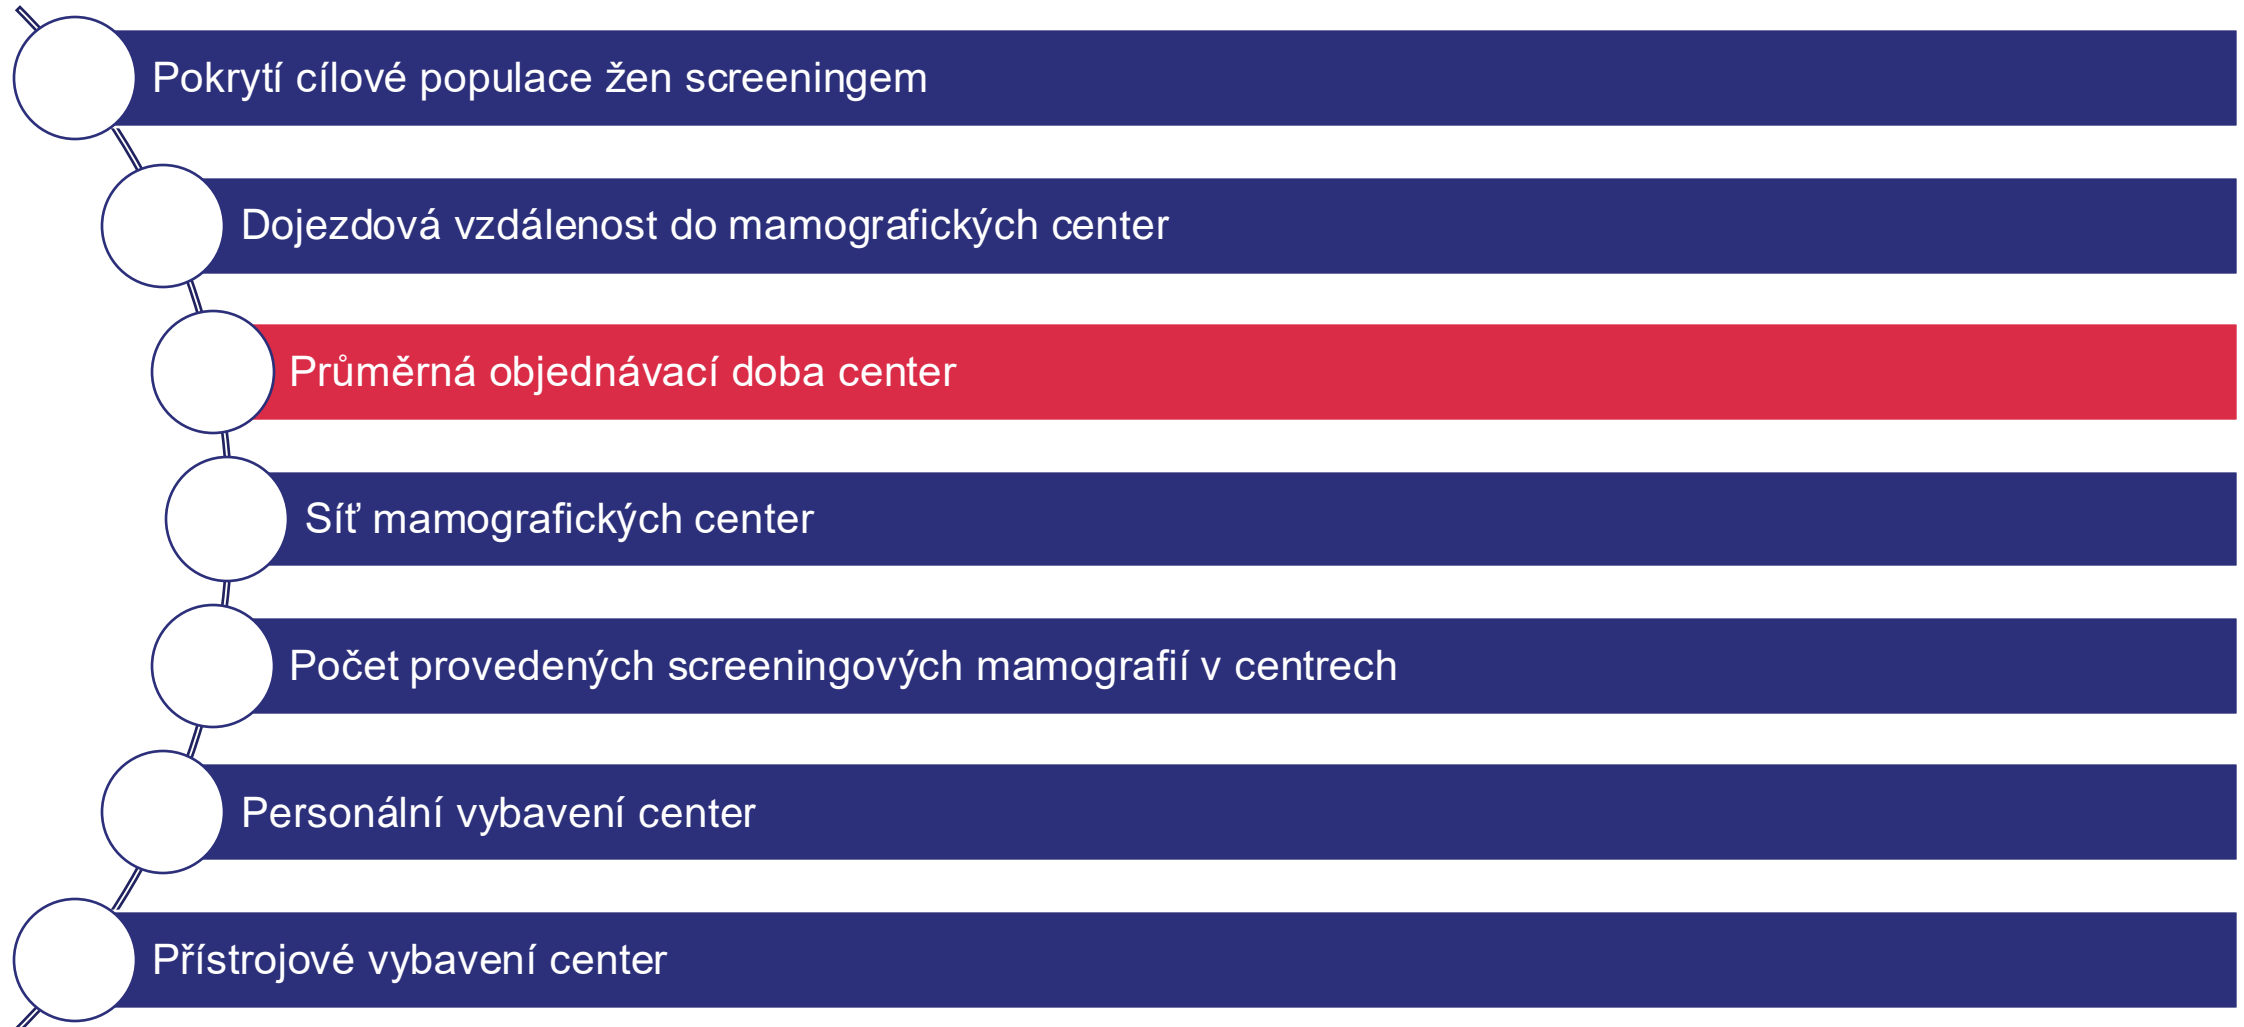 Pokrytí cílové populace žen screeningem
Dojezdová vzdálenost do mamografických center
Průměrná objednávací doba center
Síť mamografických center
Počet provedených screeningových mamografií v centrech
Personální vybavení center
Přístrojové vybavení center